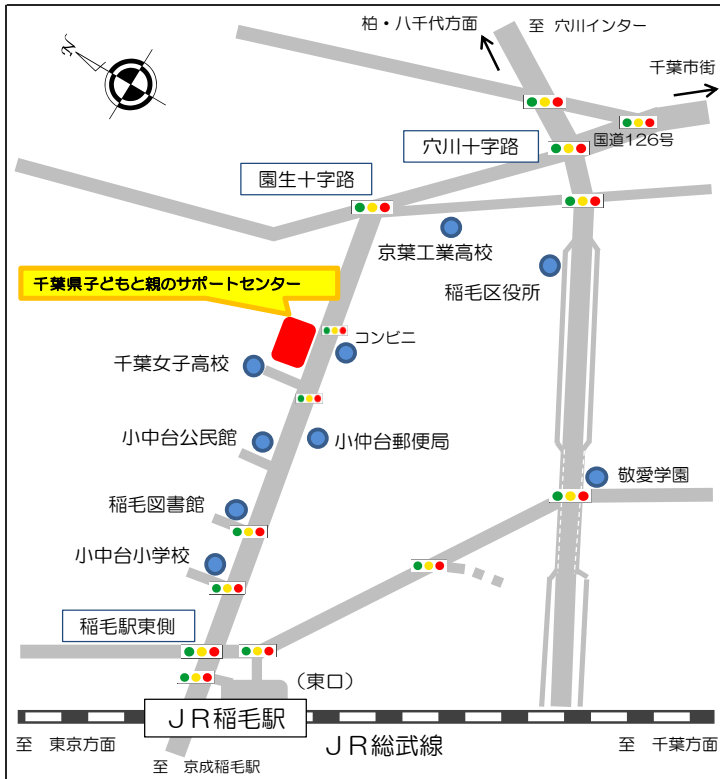 柏・八千代方面
至 穴川インター
千葉市街
N
国道126号
穴川十字路
園生十字路
京葉工業高校
稲毛区役所
千葉県子どもと親のサポートセンター
コンビニ
千葉女子高校
小中台公民館
小仲台郵便局
敬愛学園
稲毛図書館
小中台小学校
稲毛駅東側
（東口）
ＪＲ稲毛駅
ＪＲ総武線
至 東京方面
至 千葉方面
至 京成稲毛駅